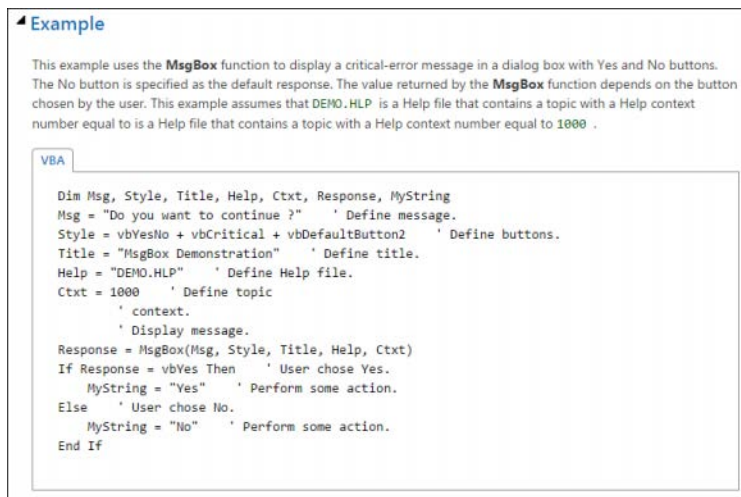 Example
This example uses the MsgBox function to display a critical-error message in a dialog box with Yes and No buttons.
The No button is specified as the default response. The value returned by the MsgBox function depends on the button
chosen by the user. This example assumes that DEMO.HLP is a Help file that contains a topic with a Help context
number equal to is a Help file that contains a topic with a Help context number equal to 1000 .
VBA
Dim Msg, Style, Title, Help, Ctxt, Response, MyString
Msg = "Do you want to continue ?"    ' Define message.
Style = vbYesNo + vbCritical + vbDefaultButton2    ' Define buttons.
Title = "MsgBox Demonstration"    ' Define title.
Help = "DEMO.HLP"    ' Define Help file.
Ctxt = 1000    ' Define topic
        ' context.
        ' Display message.
Response = MsgBox(Msg, Style, Title, Help, Ctxt)
If Response = vbYes Then    ' User chose Yes.
    MyString = "Yes"    ' Perform some action.
Else    ' User chose No.
    MyString = "No"    ' Perform some action.
End If